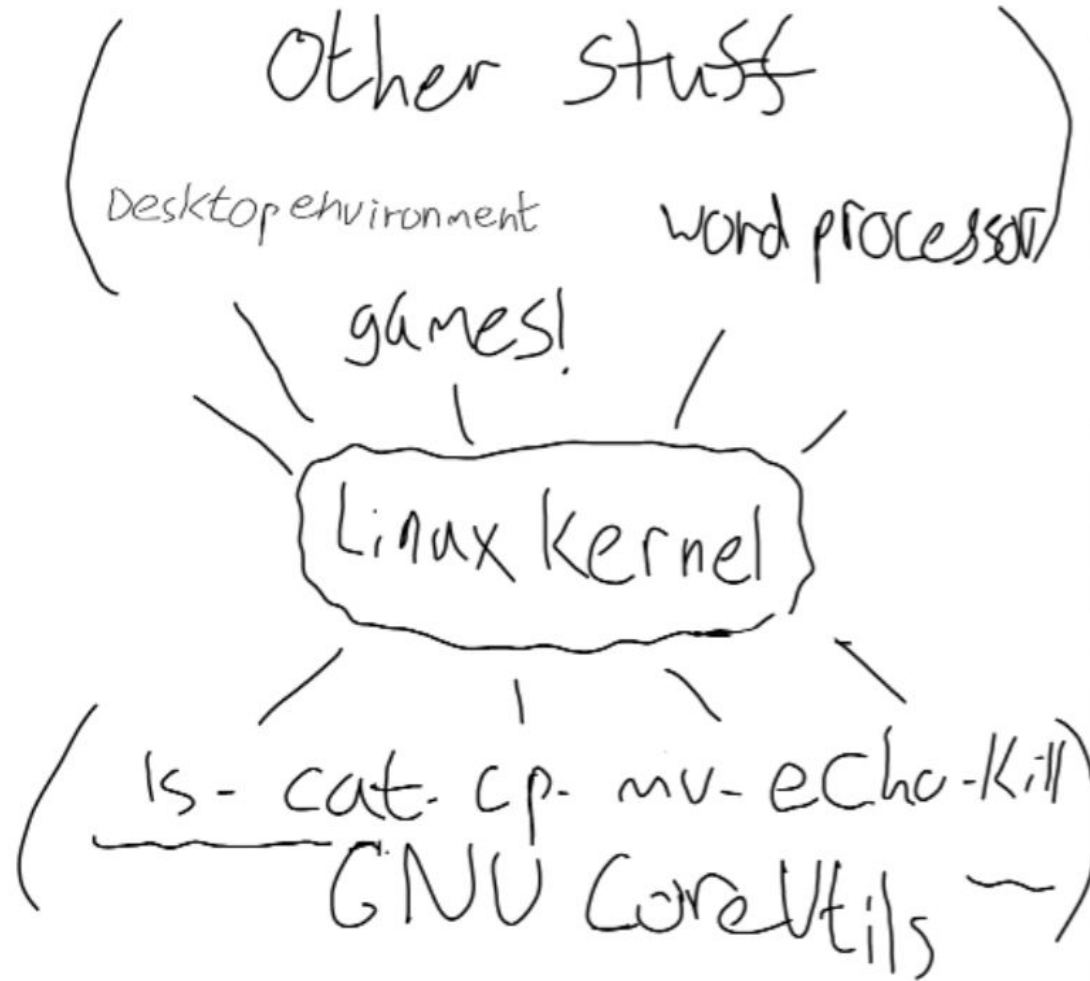 Other Stuff
Desktop environment word processor
games!
Linux Kernel
ls - cat - cp - mv - echo - Kill
GNU CoreUtils